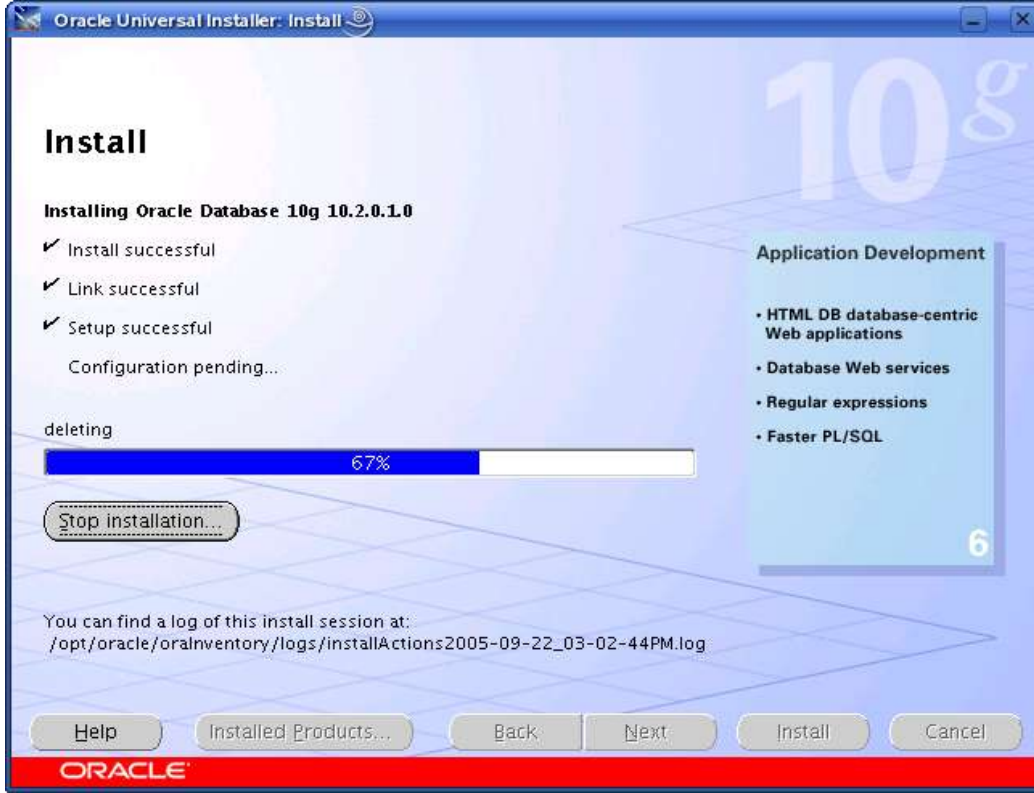 Oracle Universal Installer: Install
10g
Install
Installing Oracle Database 10g 10.2.0.1.0
✔ Install successful
✔ Link successful
✔ Setup successful
Configuration pending...
deleting
67%
Stop installation...
Application Development
• HTML DB database-centric
Web applications
• Database Web services
• Regular expressions
• Faster PL/SQL
6
You can find a log of this install session at:
/opt/oracle/oraInventory/logs/installActions2005-09-22_03-02-44PM.log
Help Installed Products... Back Next Install Cancel
ORACLE